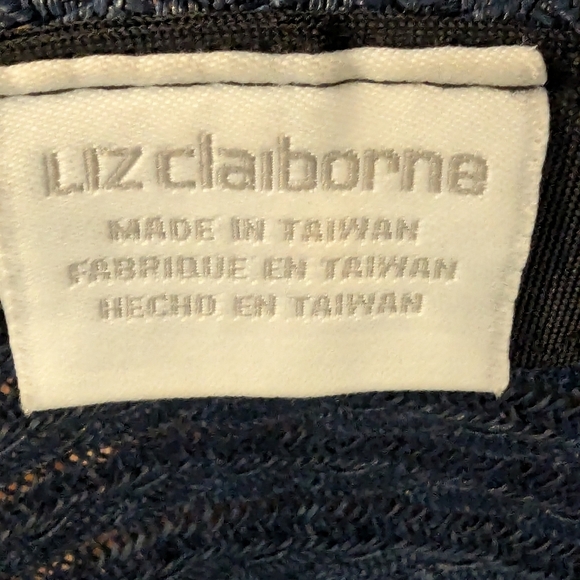 LIZ claiborne
MADE IN TAIWAN
FABRIQUE EN TAIWAN
HECHO EN TAIWAN